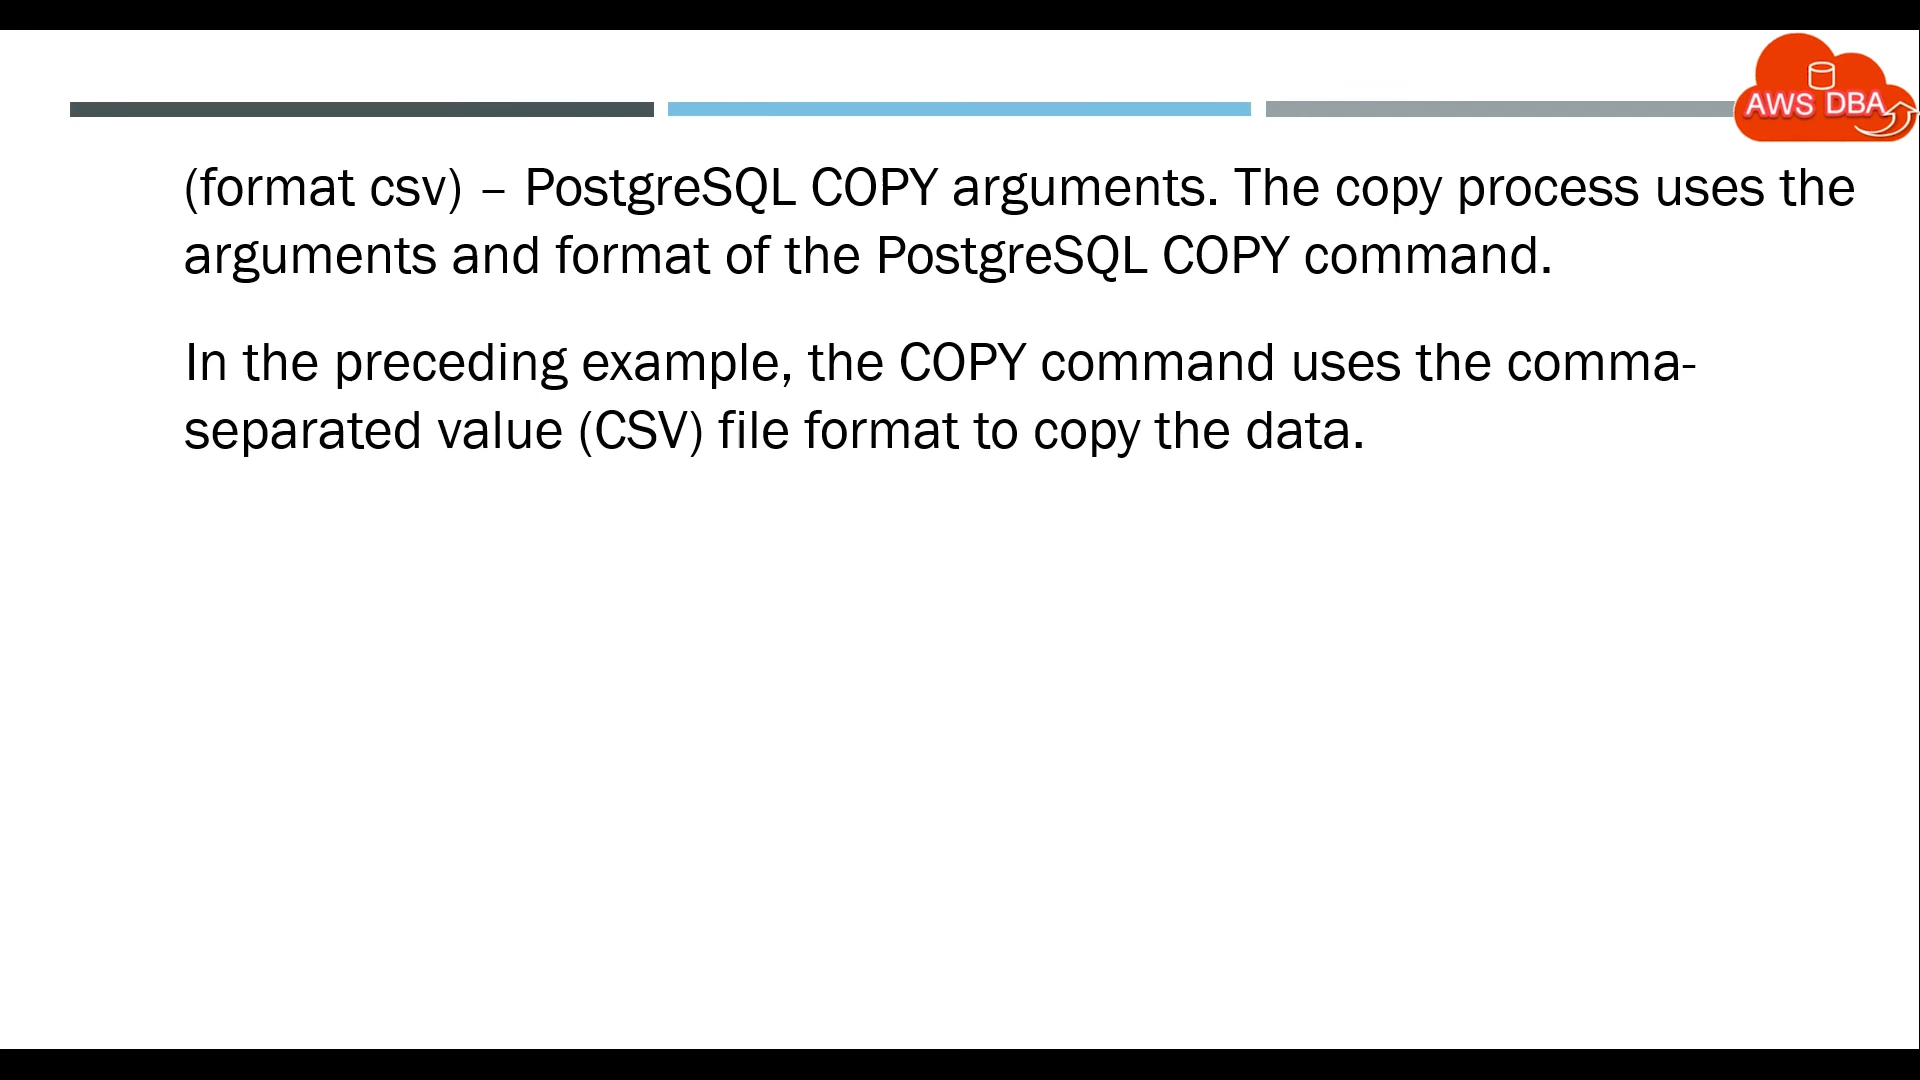 AWS DBA
(format csv) – PostgreSQL COPY arguments. The copy process uses the
arguments and format of the PostgreSQL COPY command.
In the preceding example, the COPY command uses the comma-
separated value (CSV) file format to copy the data.